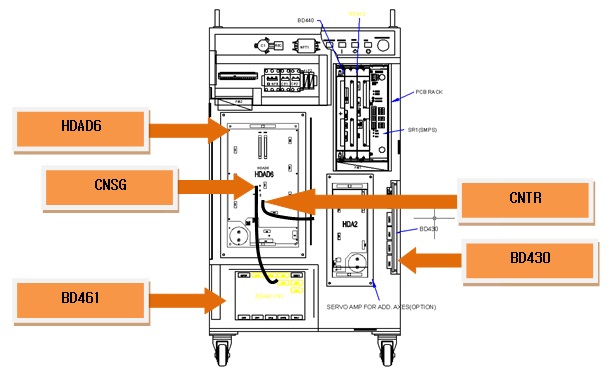 BD440
PCB RACK
HDAD6
SR1(SMPS)
HDAD6
HDAD6
CNSG
CNTR
HDA2
BD430
BD430
BD461
SERVO AMP FOR ADD. AXES(OPTION)